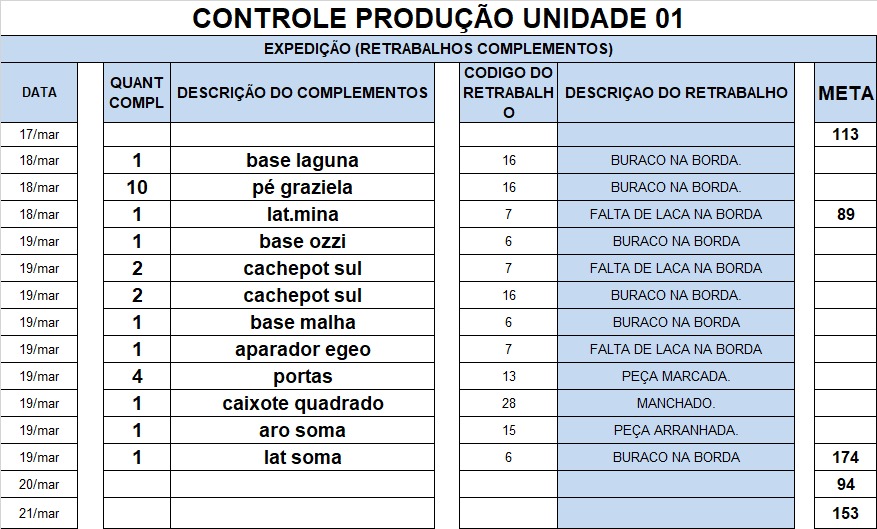 CONTROLE PRODUÇÃO UNIDADE 01
EXPEDIÇÃO (RETRABALHOS COMPLEMENTOS)
DATA QUANT COMPL DESCRIÇÃO DO COMPLEMENTOS CODIGO DO RETRABALHO DESCRIÇAO DO RETRABALHO META
17/mar 113
18/mar 1 base laguna 16 BURACO NA BORDA.
18/mar 10 pé graziela 16 BURACO NA BORDA.
18/mar 1 lat.mina 7 FALTA DE LACA NA BORDA 89
19/mar 1 base ozzi 6 BURACO NA BORDA
19/mar 2 cachepot sul 7 FALTA DE LACA NA BORDA
19/mar 2 cachepot sul 16 BURACO NA BORDA.
19/mar 1 base malha 6 BURACO NA BORDA
19/mar 1 aparador egeo 7 FALTA DE LACA NA BORDA
19/mar 4 portas 13 PEÇA MARCADA.
19/mar 1 caixote quadrado 28 MANCHADO.
19/mar 1 aro soma 15 PEÇA ARRANHADA.
19/mar 1 lat soma 6 BURACO NA BORDA 174
20/mar 94
21/mar 153